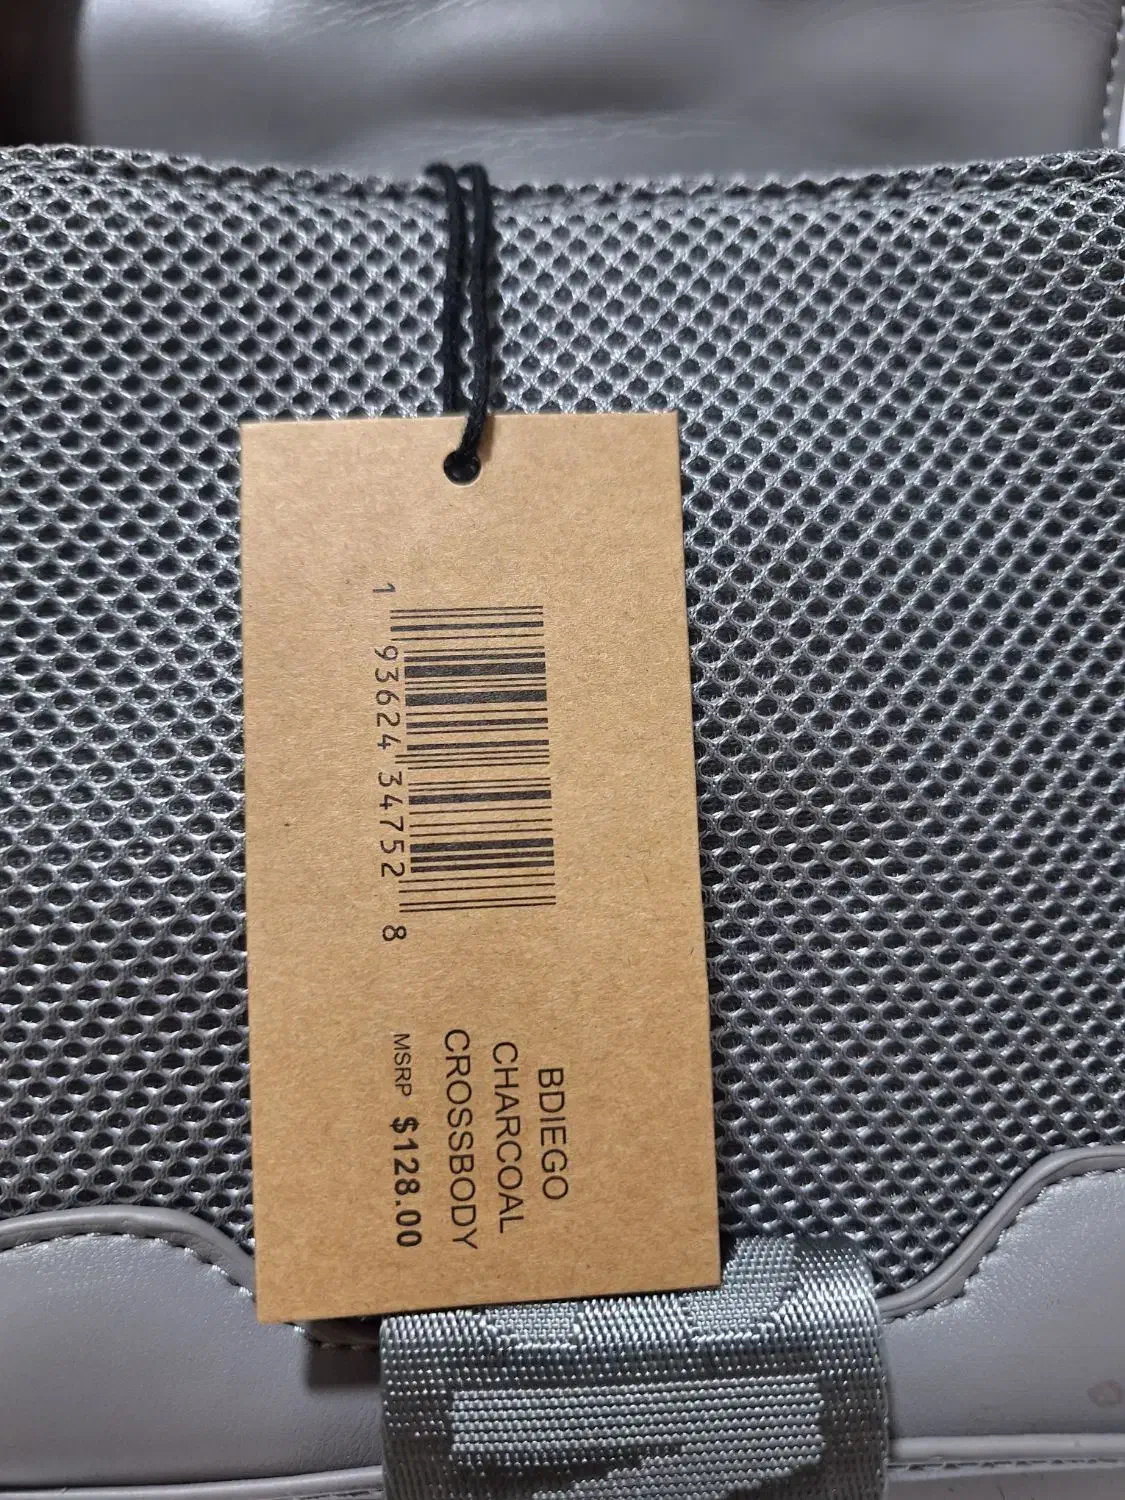 1 93624 34752 8
BDIEGO
CHARCOAL
CROSSBODY
MSRP $128.00